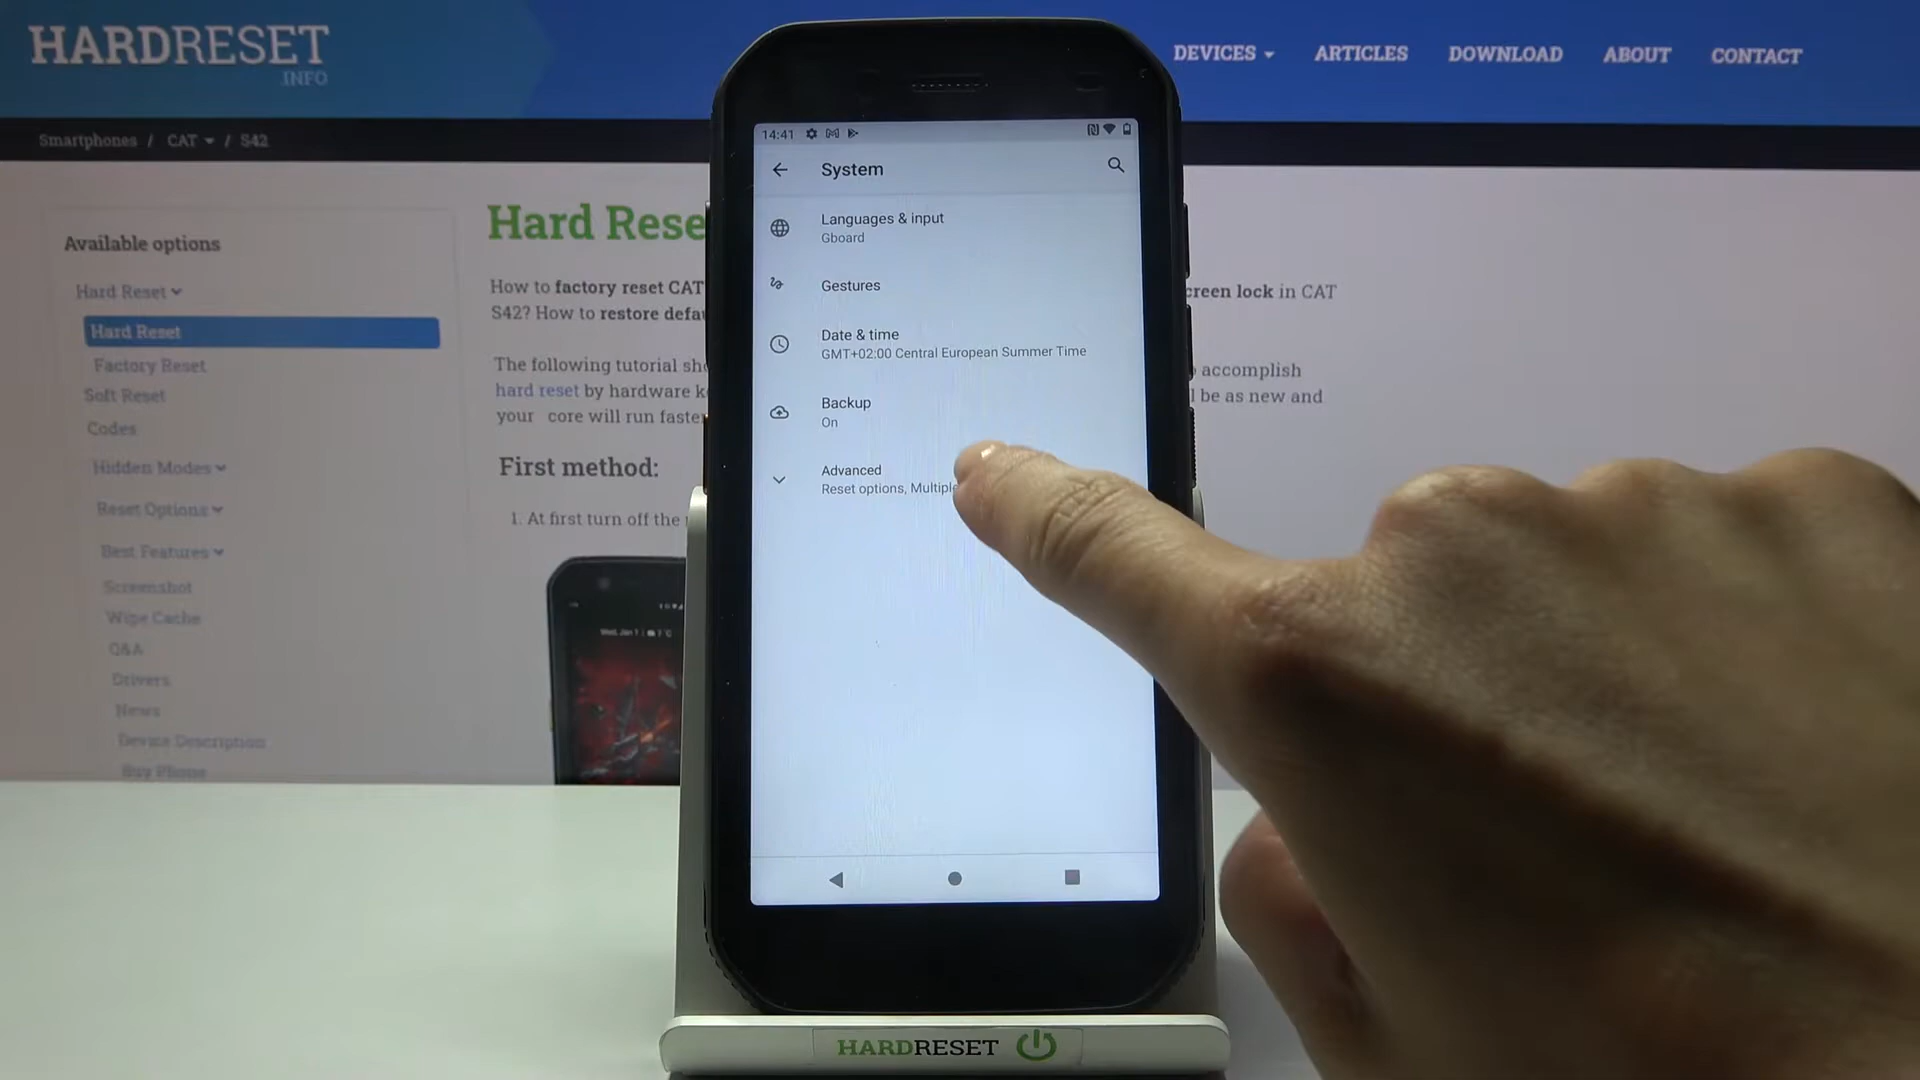 HARDRESET
.INFO
DEVICES
ARTICLES
DOWNLOAD
ABOUT
CONTACT
Smartphones / CAT / S42
Available options
Hard Reset
Hard Reset
Factory Reset
Soft Reset
Codes
Hidden Modes
Reset Options
Best Features
Screenshot
Wipe Cache
Q&A
Drivers
News
Device Description
Buy Phone
Hard Rese
How to factory reset CAT
S42? How to restore defa
creen lock in CAT
The following tutorial sh
hard reset by hardware k
your core will run faster
accomplish
l be as new and
First method:
1. At first turn off the
14:41
System
Languages & input
Gboard
Gestures
Date & time
GMT+02:00 Central European Summer Time
Backup
On
Advanced
Reset options, Multiple
HARDRESET